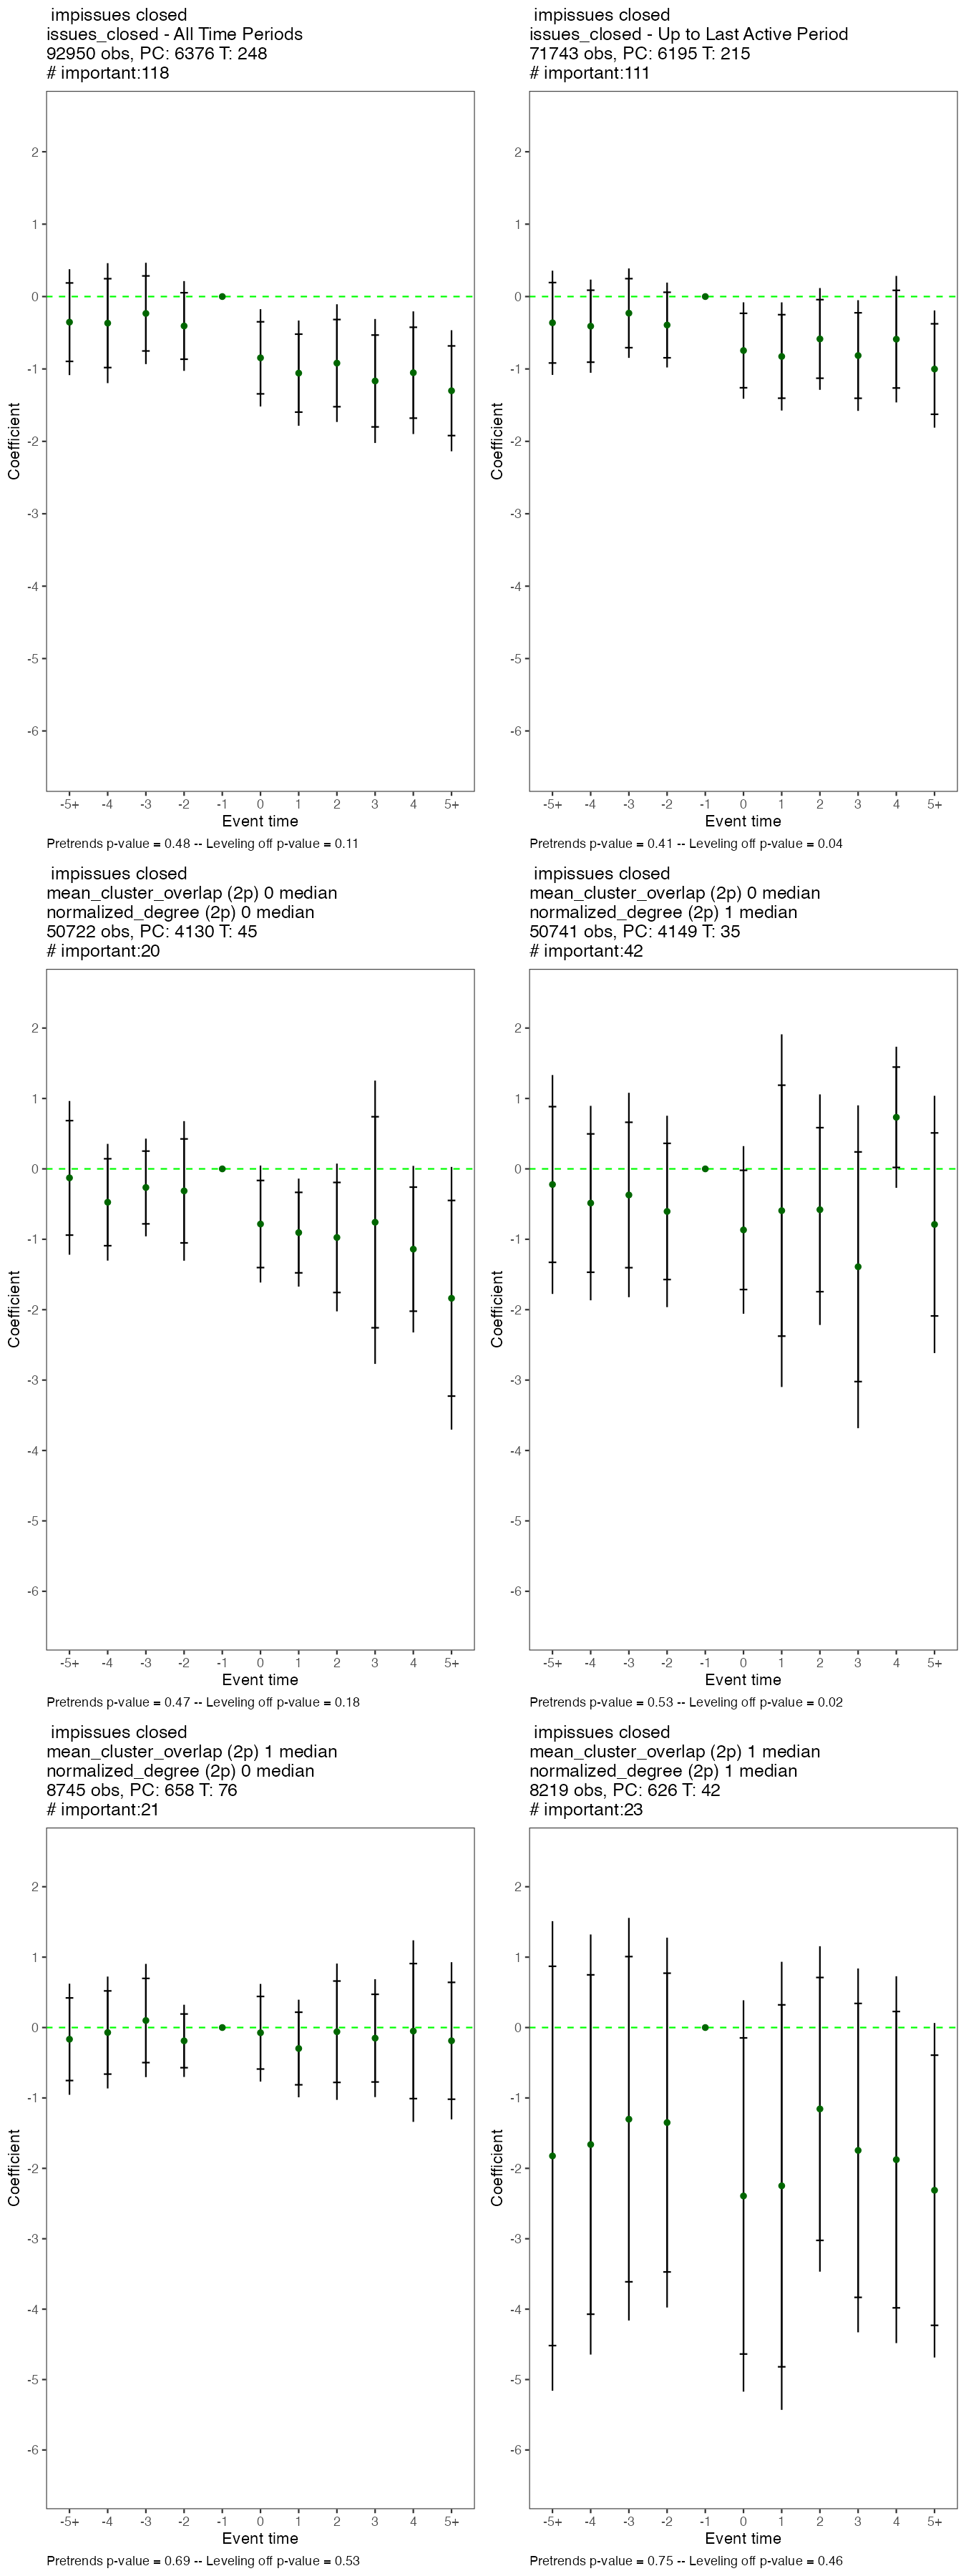 impissues closed
issues_closed - All Time Periods
92950 obs, PC: 6376 T: 248
# important:118
2
1
0
-1
-2
-3
-4
-5
-6
Coefficient
-5+ -4 -3 -2 -1 0 1 2 3 4 5+
Event time
Pretrends p-value = 0.48 -- Leveling off p-value = 0.11
impissues closed
issues_closed - Up to Last Active Period
71743 obs, PC: 6195 T: 215
# important:111
2
1
0
-1
-2
-3
-4
-5
-6
Coefficient
-5+ -4 -3 -2 -1 0 1 2 3 4 5+
Event time
Pretrends p-value = 0.41 -- Leveling off p-value = 0.04
impissues closed
mean_cluster_overlap (2p) 0 median
normalized_degree (2p) 0 median
50722 obs, PC: 4130 T: 45
# important:20
2
1
0
-1
-2
-3
-4
-5
-6
Coefficient
-5+ -4 -3 -2 -1 0 1 2 3 4 5+
Event time
Pretrends p-value = 0.47 -- Leveling off p-value = 0.18
impissues closed
mean_cluster_overlap (2p) 0 median
normalized_degree (2p) 1 median
50741 obs, PC: 4149 T: 35
# important:42
2
1
0
-1
-2
-3
-4
-5
-6
Coefficient
-5+ -4 -3 -2 -1 0 1 2 3 4 5+
Event time
Pretrends p-value = 0.53 -- Leveling off p-value = 0.02
impissues closed
mean_cluster_overlap (2p) 1 median
normalized_degree (2p) 0 median
8745 obs, PC: 658 T: 76
# important:21
2
1
0
-1
-2
-3
-4
-5
-6
Coefficient
-5+ -4 -3 -2 -1 0 1 2 3 4 5+
Event time
Pretrends p-value = 0.69 -- Leveling off p-value = 0.53
impissues closed
mean_cluster_overlap (2p) 1 median
normalized_degree (2p) 1 median
8219 obs, PC: 626 T: 42
# important:23
2
1
0
-1
-2
-3
-4
-5
-6
Coefficient
-5+ -4 -3 -2 -1 0 1 2 3 4 5+
Event time
Pretrends p-value = 0.75 -- Leveling off p-value = 0.46